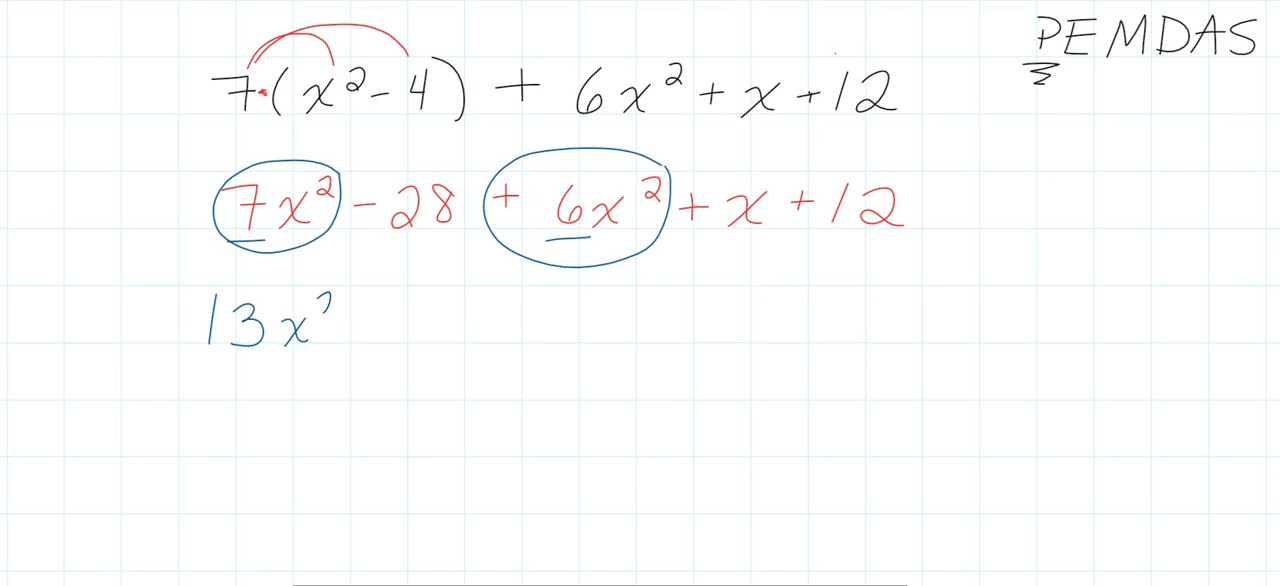 PEMDAS
7·(x²-4) + 6x² + x + 12
7x² - 28 + 6x² + x + 12
13x²